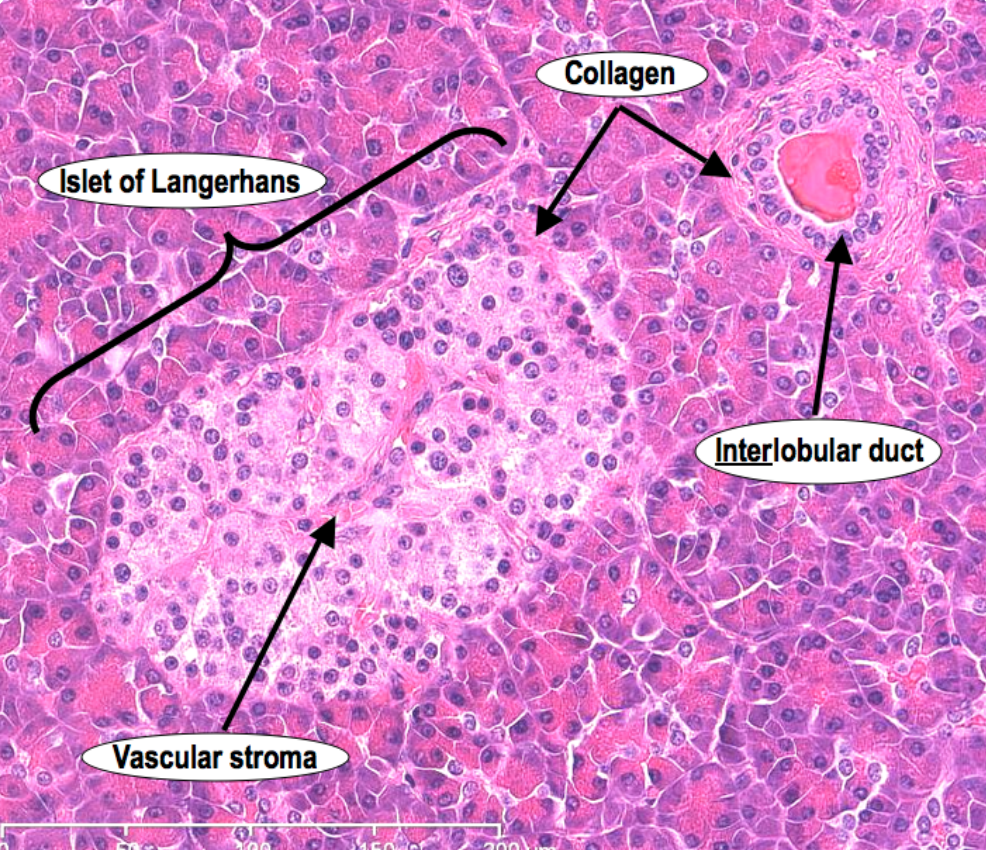 Collagen
Islet of Langerhans
Interlobular duct
Vascular stroma